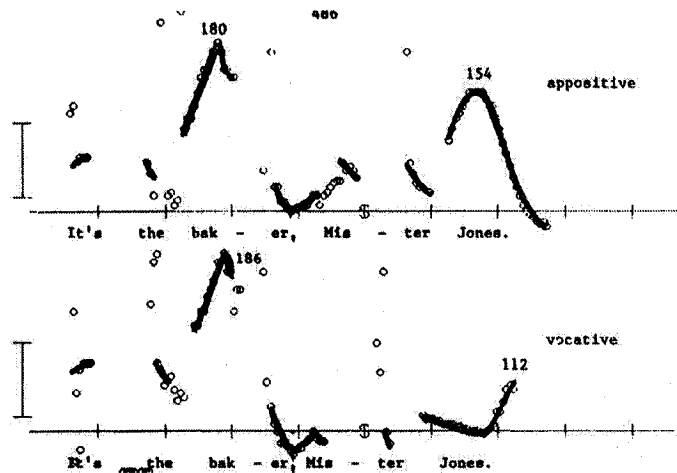 180
154
appositive
It's the bak - er, Mis - ter Jones.
186
vocative
112
It's the bak - er, Mis - ter Jones.